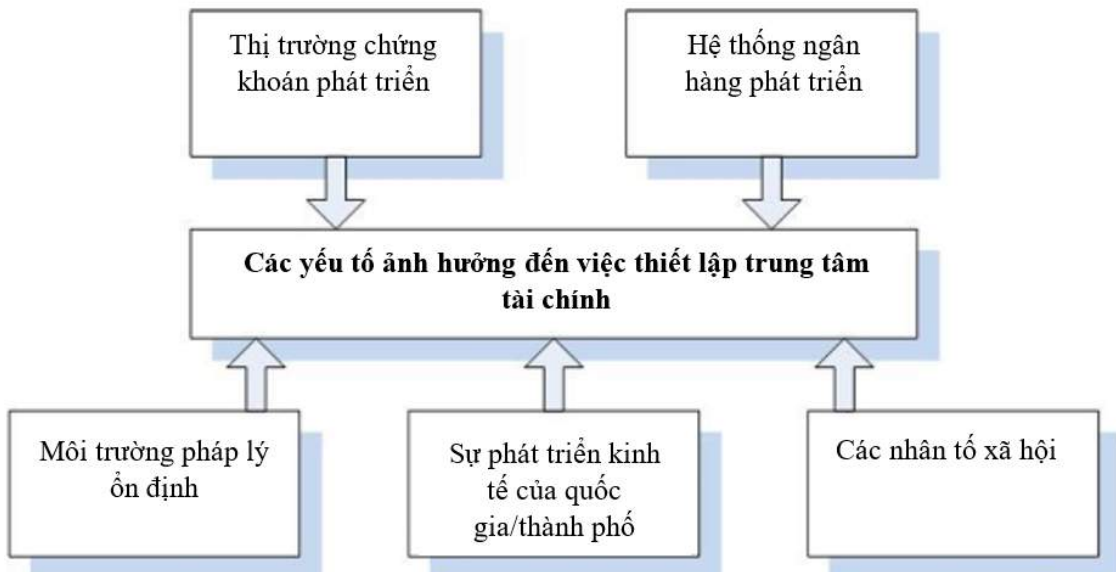 Thị trường chứng
khoán phát triển
Hệ thống ngân
hàng phát triển
Các yếu tố ảnh hưởng đến việc thiết lập trung tâm
tài chính
Môi trường pháp lý
ổn định
Sự phát triển kinh
tế của quốc
gia/thành phố
Các nhân tố xã hội